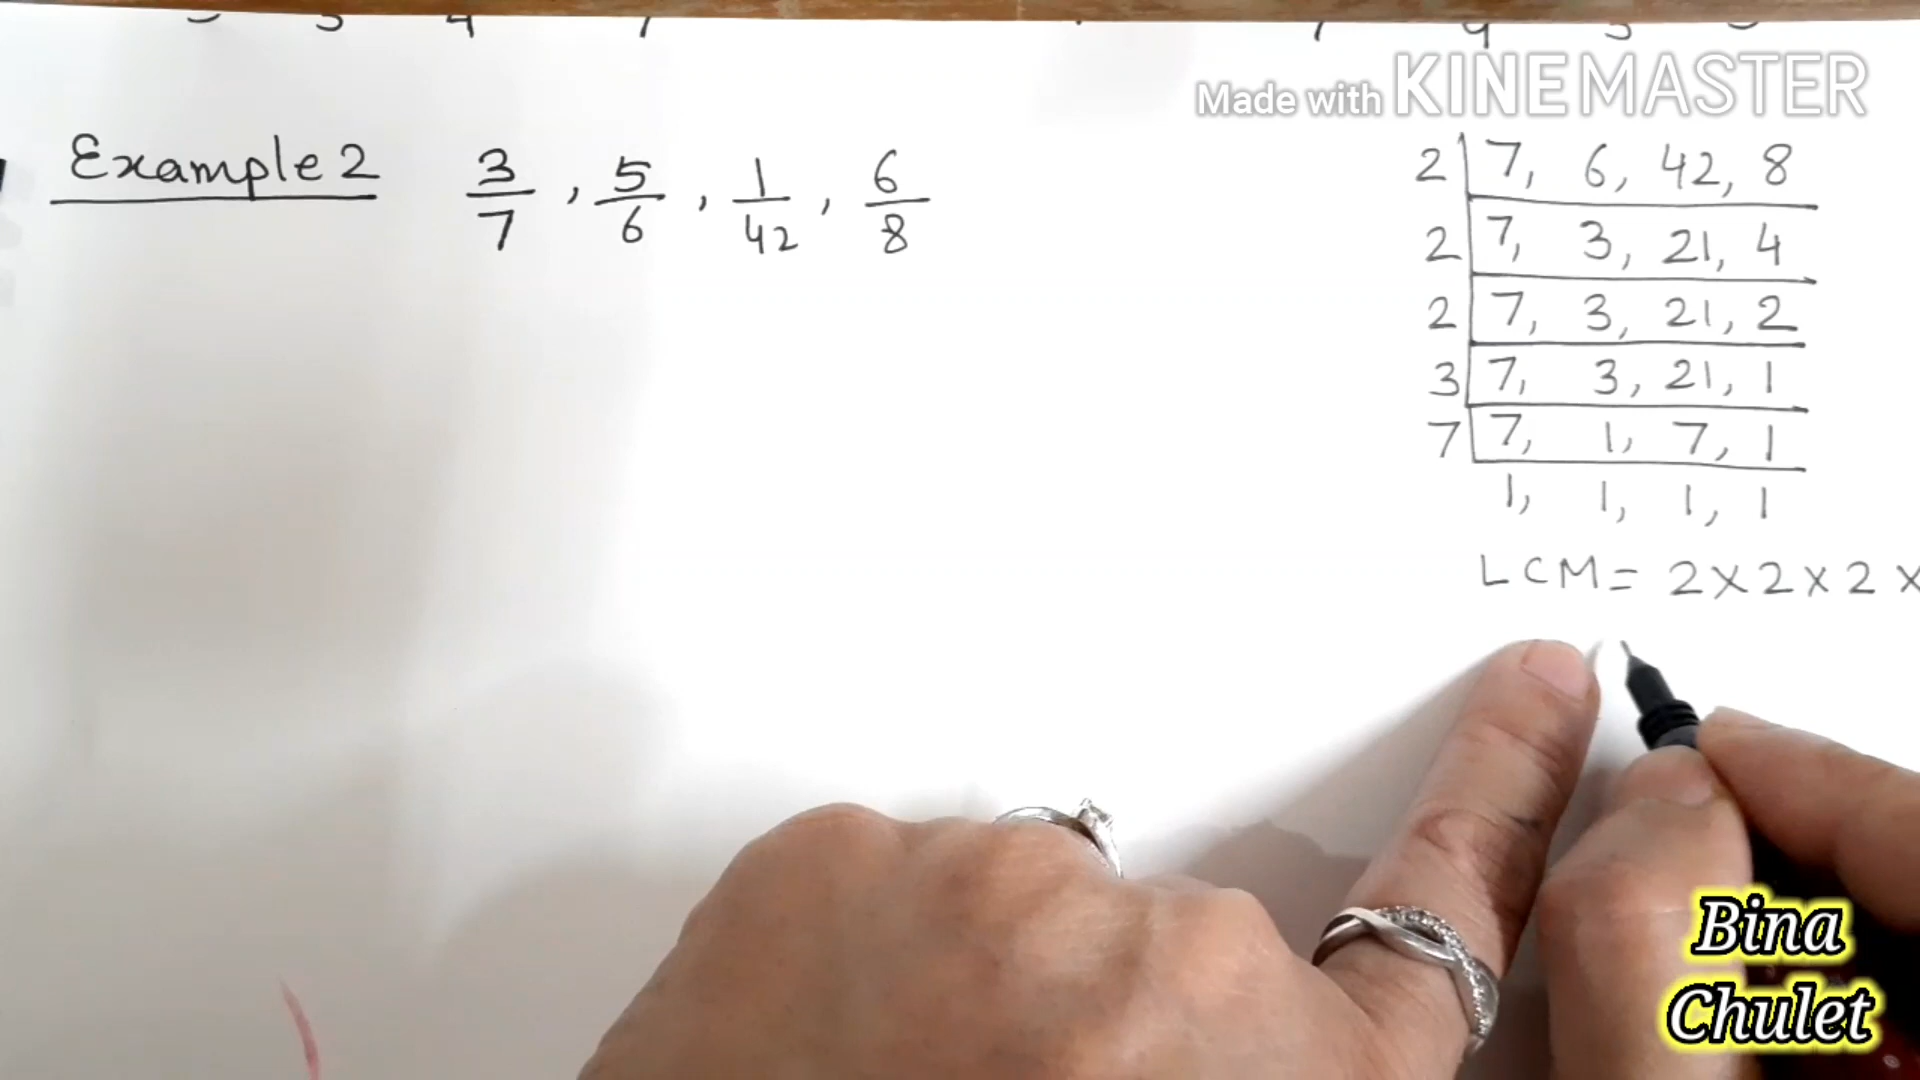 Made with KINEMASTER
Example 2 3/7 , 5/6 , 1/42 , 6/8
2 7, 6, 42, 8
2 7, 3, 21, 4
2 7, 3, 21, 2
3 7, 3, 21, 1
7 7, 1, 7, 1
1, 1, 1, 1
LCM = 2×2×2×
Bina
Chulet